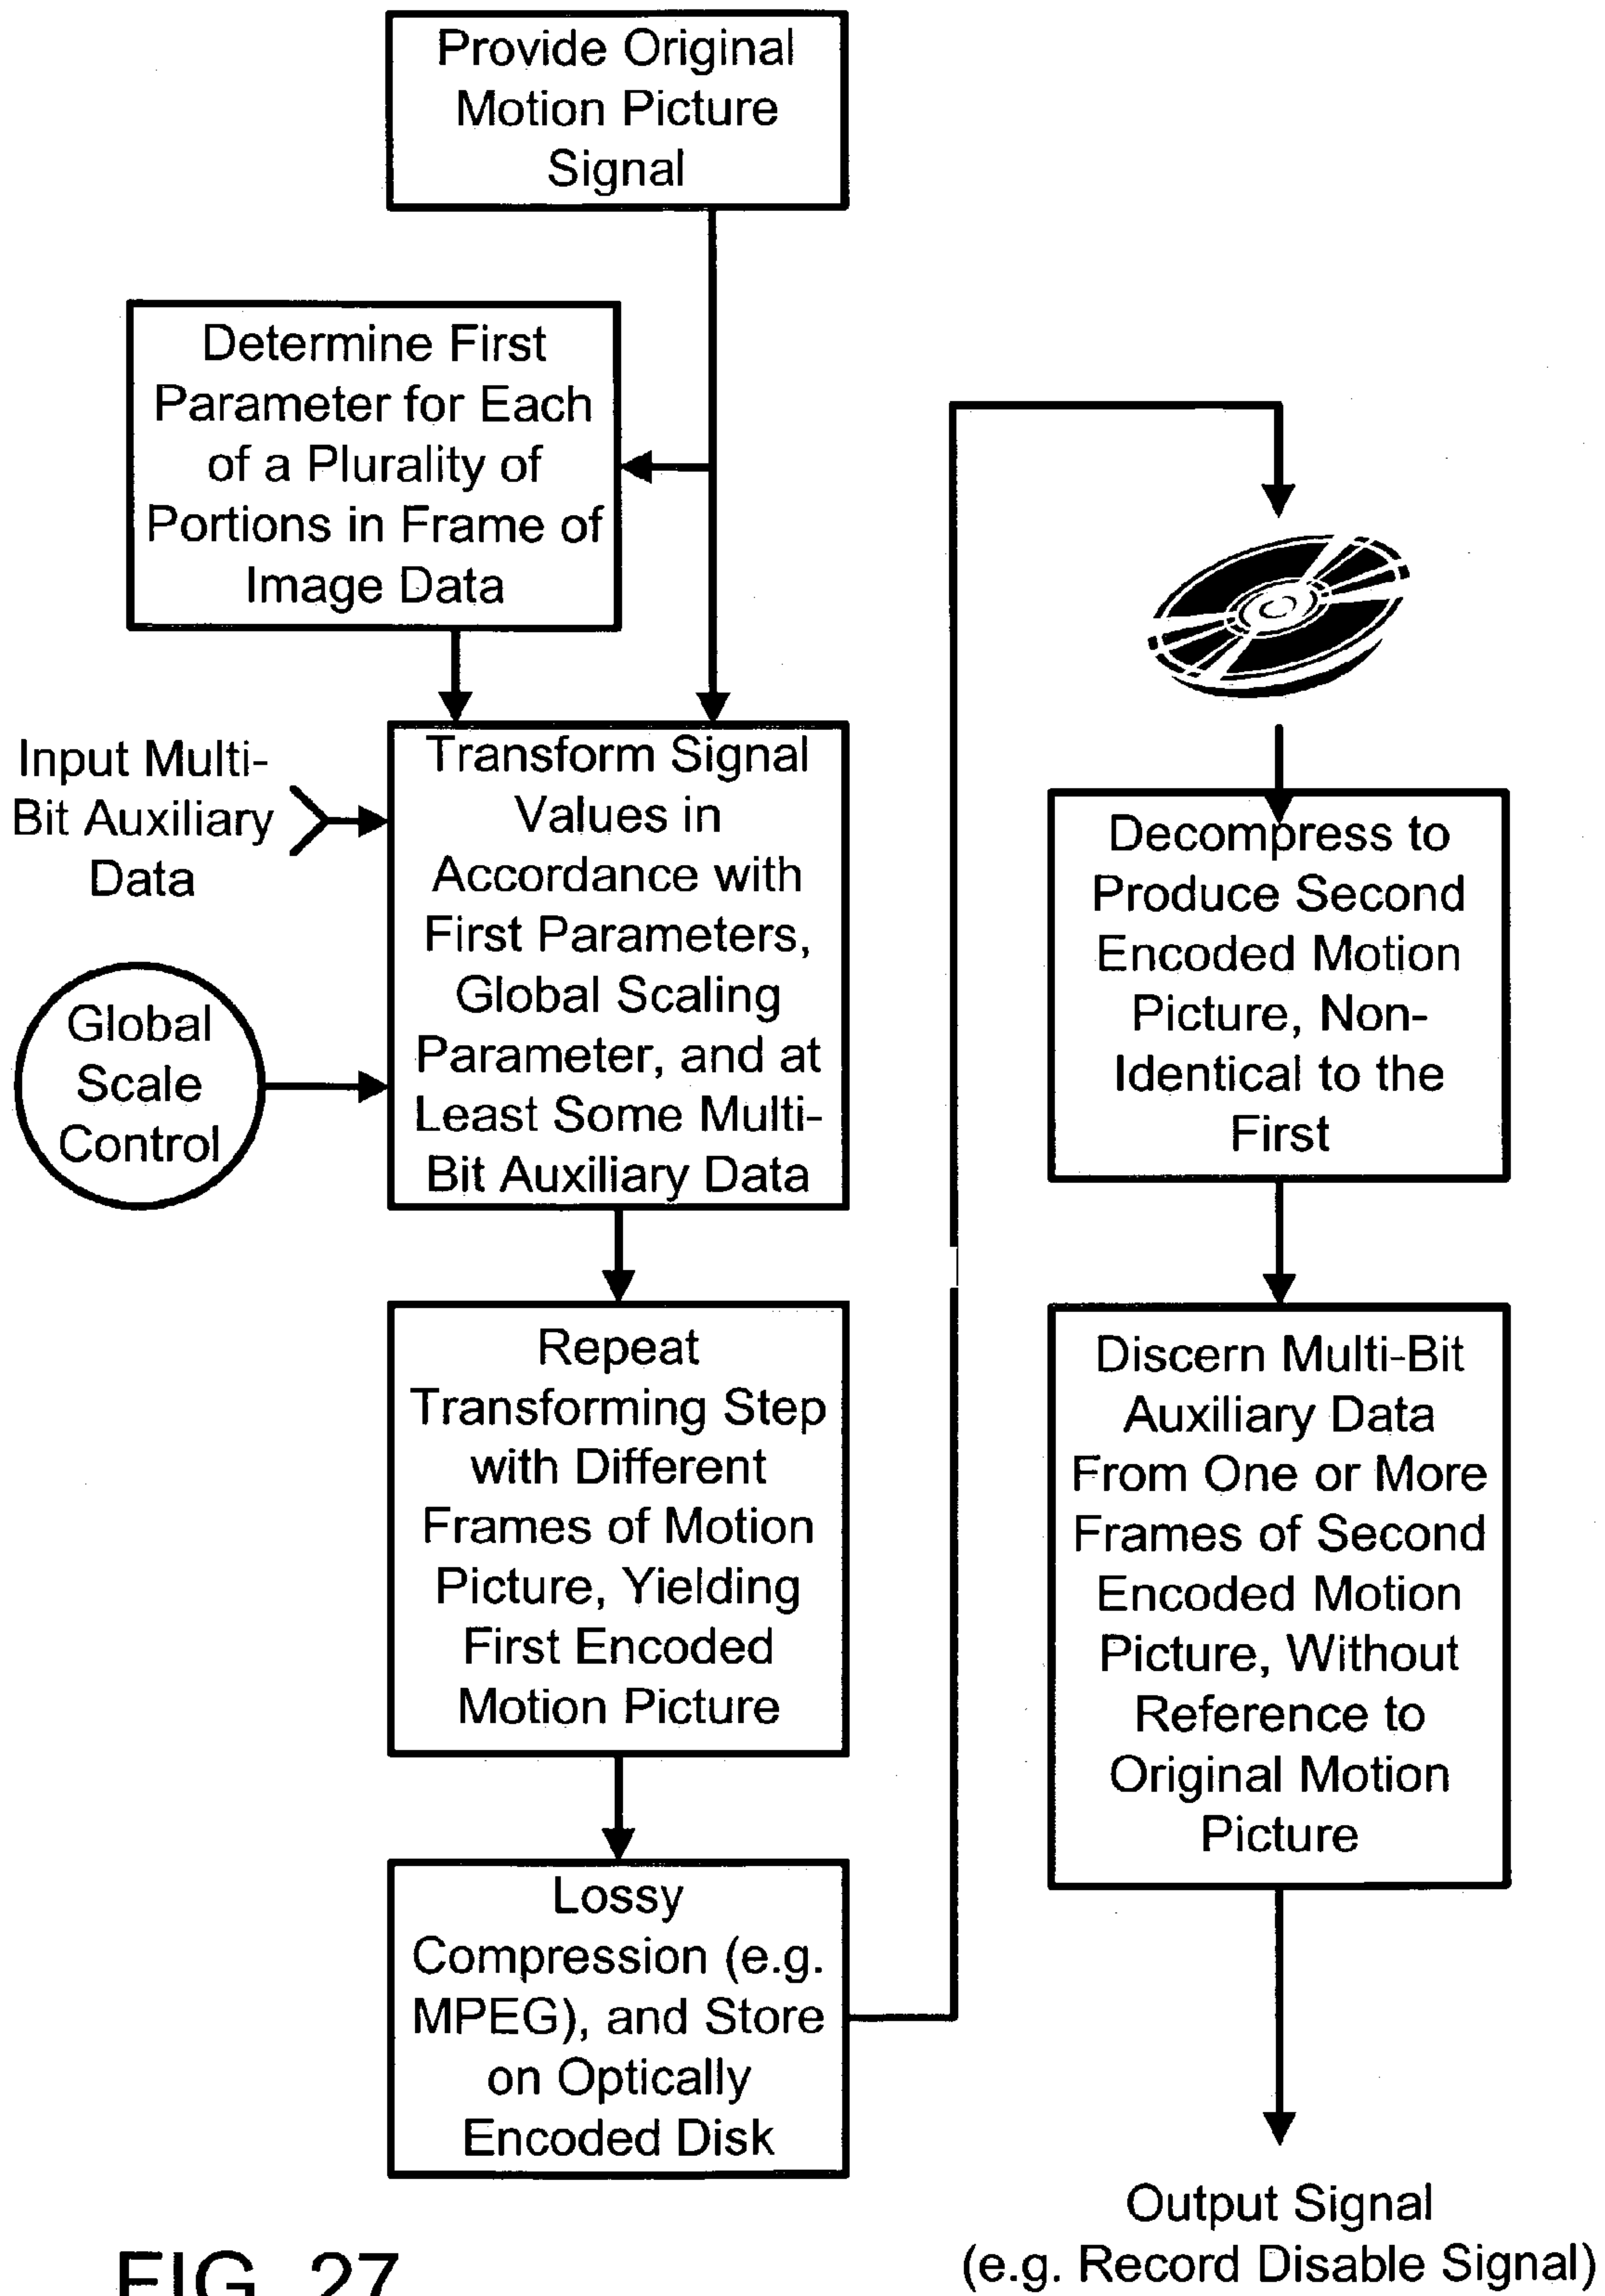 Provide Original
Motion Picture
Signal
Determine First
Parameter for Each
of a Plurality of
Portions in Frame of
Image Data
Input Multi-
Bit Auxiliary
Data
Global
Scale
Control
Transform Signal
Values in
Accordance with
First Parameters,
Global Scaling
Parameter, and at
Least Some Multi-
Bit Auxiliary Data
Repeat
Transforming Step
with Different
Frames of Motion
Picture, Yielding
First Encoded
Motion Picture
Lossy
Compression (e.g.
MPEG), and Store
on Optically
Encoded Disk
Decompress to
Produce Second
Encoded Motion
Picture, Non-
Identical to the
First
Discern Multi-Bit
Auxiliary Data
From One or More
Frames of Second
Encoded Motion
Picture, Without
Reference to
Original Motion
Picture
Output Signal
(e.g. Record Disable Signal)
FIG. 27